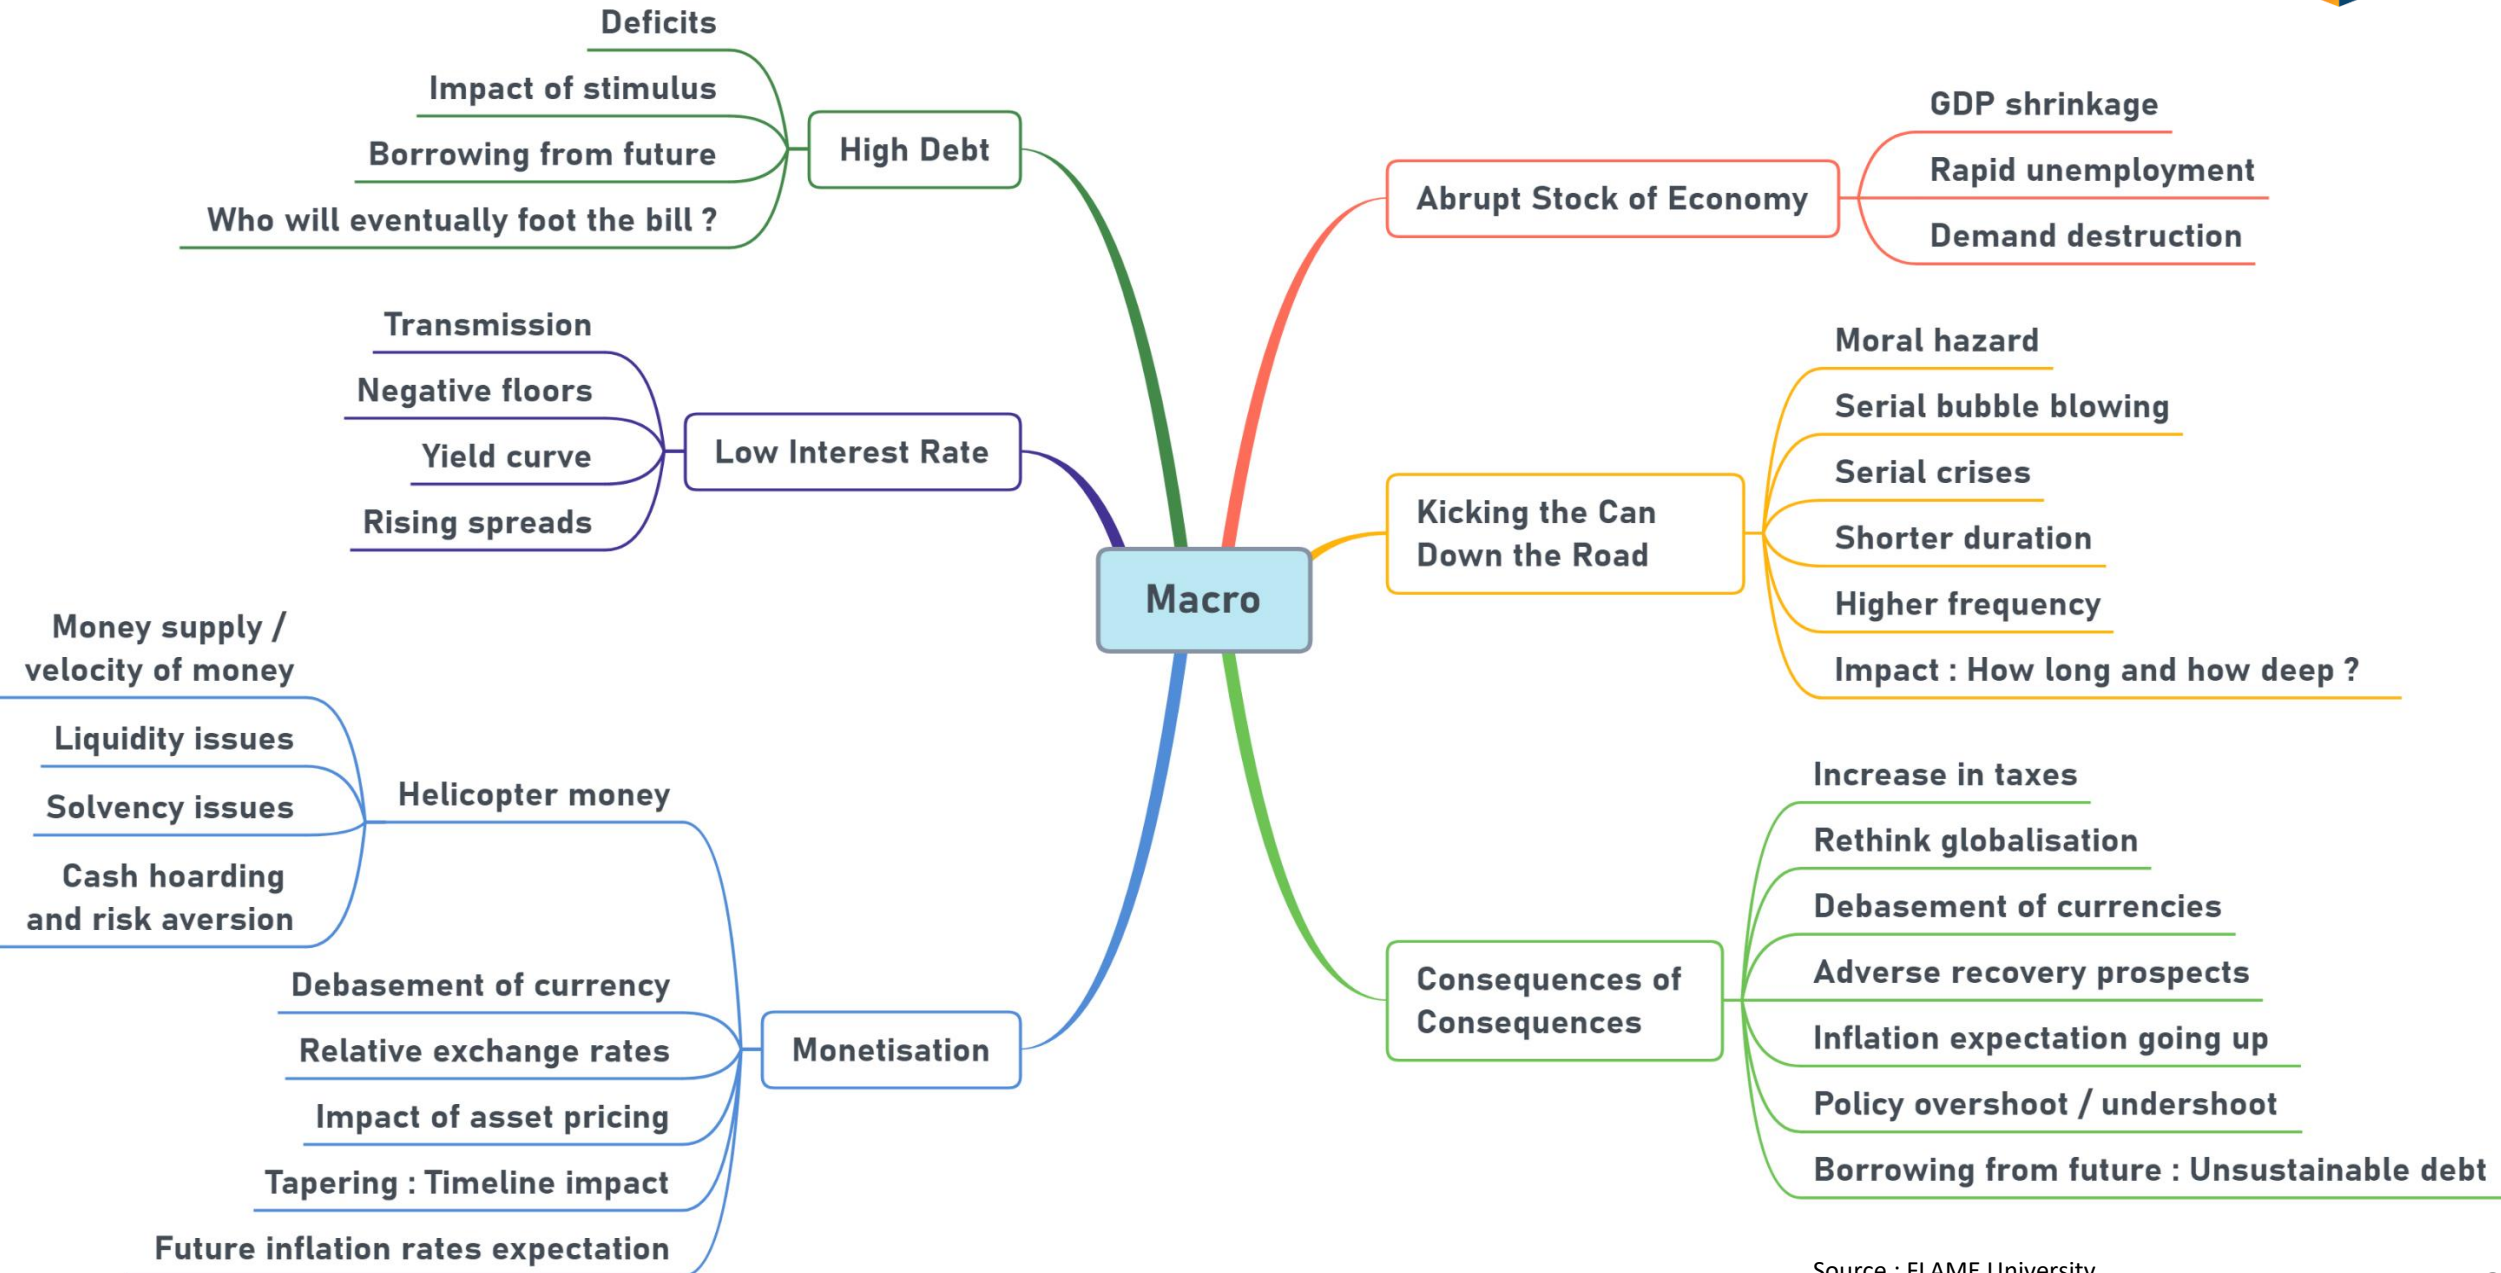 Deficits
Impact of stimulus
Borrowing from future
Who will eventually foot the bill ?
High Debt
Transmission
Negative floors
Yield curve
Rising spreads
Low Interest Rate
Money supply /
velocity of money
Liquidity issues
Solvency issues
Cash hoarding
and risk aversion
Helicopter money
Debasement of currency
Relative exchange rates
Impact of asset pricing
Tapering : Timeline impact
Future inflation rates expectation
Monetisation
Macro
Abrupt Stock of Economy
GDP shrinkage
Rapid unemployment
Demand destruction
Kicking the Can
Down the Road
Moral hazard
Serial bubble blowing
Serial crises
Shorter duration
Higher frequency
Impact : How long and how deep ?
Consequences of
Consequences
Increase in taxes
Rethink globalisation
Debasement of currencies
Adverse recovery prospects
Inflation expectation going up
Policy overshoot / undershoot
Borrowing from future : Unsustainable debt
Source : FLAME University